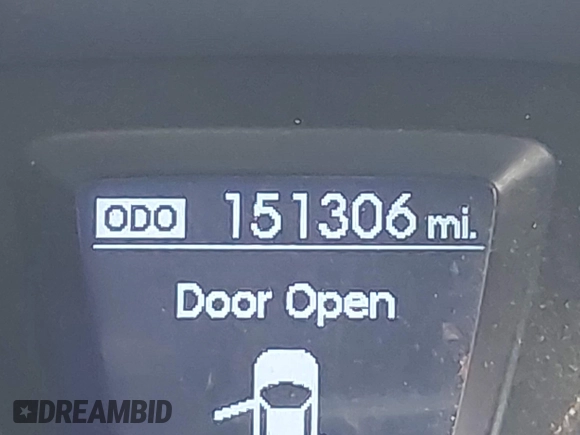 ODO 151306 mi.
Door Open
DREAMBID